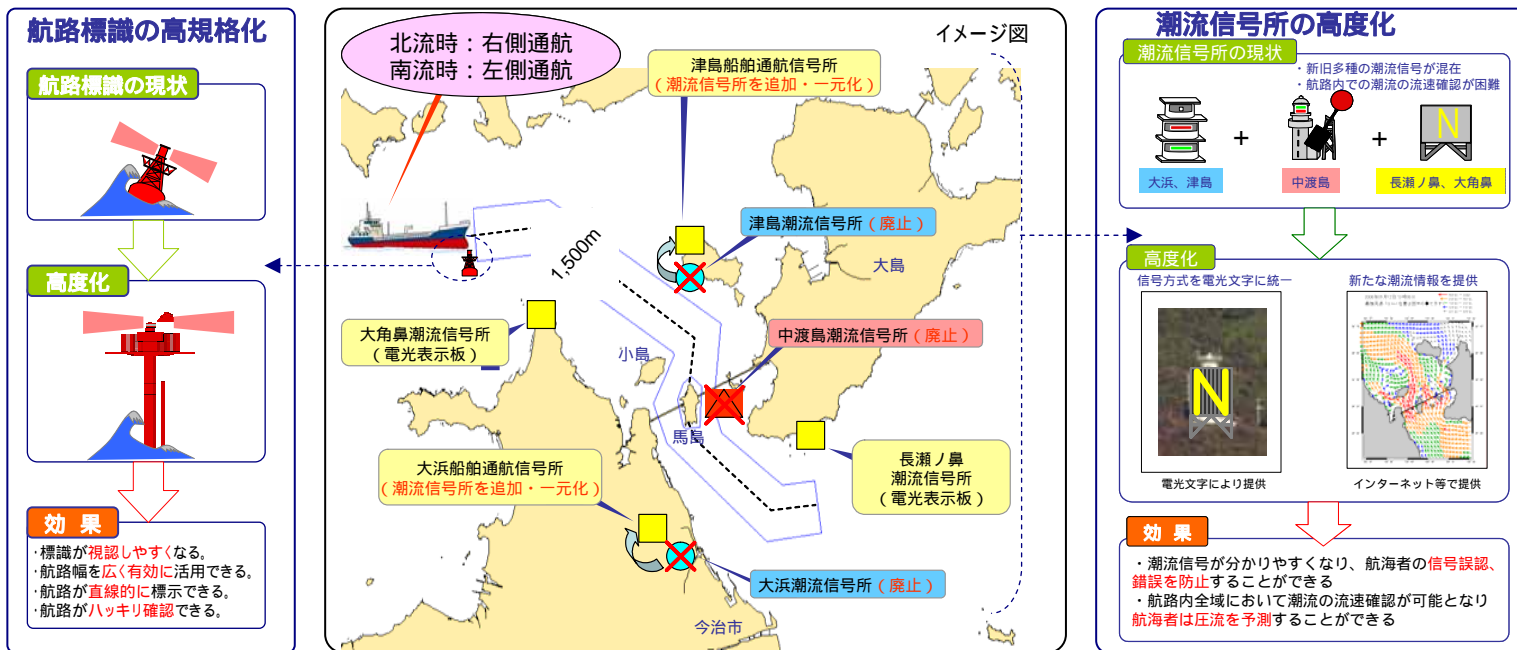 航路標識の高規格化
航路標識の現状
高度化
効 果
・標識が視認しやすくなる。
・航路幅を広く有効に活用できる。
・航路が直線的に標示できる。
・航路がハッキリ確認できる。
北流時：右側通航
南流時：左側通航
イメージ図
津島船舶通航信号所
（潮流信号所を追加・一元化）
津島潮流信号所（廃止）
1,500m
大島
大角鼻潮流信号所
（電光表示板）
小島
中渡島潮流信号所（廃止）
馬島
大浜船舶通航信号所
（潮流信号所を追加・一元化）
長瀬ノ鼻
潮流信号所
（電光表示板）
大浜潮流信号所（廃止）
今治市
潮流信号所の高度化
潮流信号所の現状
・新旧多種の潮流信号が混在
・航路内での潮流の流速確認が困難
+
+
N
大浜、津島
中渡島
長瀬ノ鼻、大角鼻
高度化
信号方式を電光文字に統一
新たな潮流情報を提供
N
電光文字により提供
インターネット等で提供
効 果
・潮流信号が分かりやすくなり、航海者の信号誤認、
錯誤を防止することができる
・航路内全域において潮流の流速確認が可能となり
航海者は圧流を予測することができる